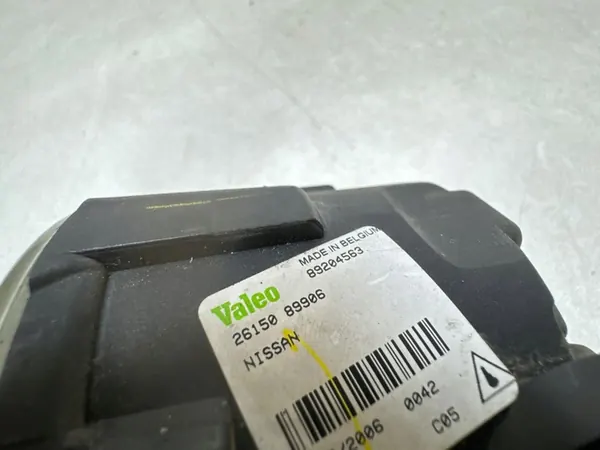 Valeo
MADE IN BELGIUM
89204563
26150 89906
NISSAN
/2006 0042
C05